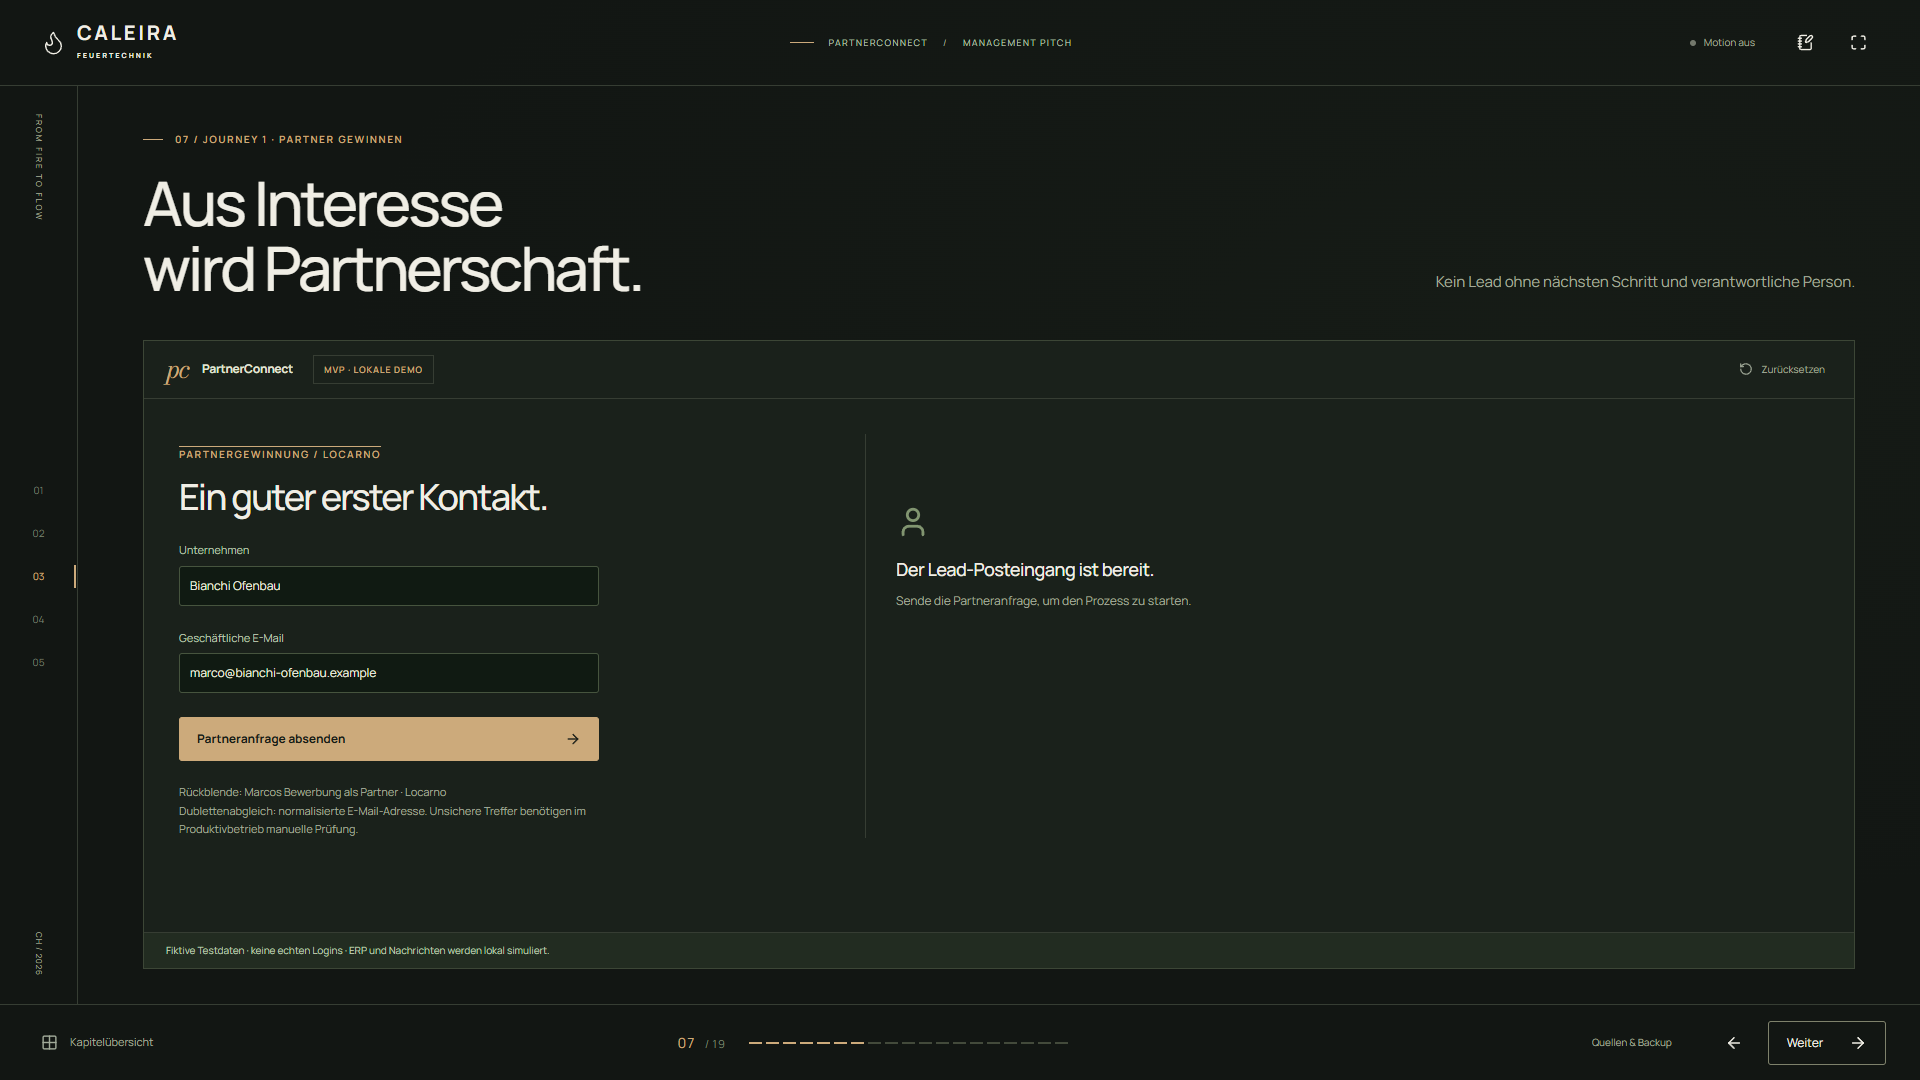 CALEIRA
FEUERTECHNIK
PARTNERCONNECT / MANAGEMENT PITCH
Motion aus
FROM FIRE TO FLOW
07 / JOURNEY 1 · PARTNER GEWINNEN
Aus Interesse
wird Partnerschaft.
Kein Lead ohne nächsten Schritt und verantwortliche Person.
pc PartnerConnect
MVP · LOKALE DEMO
Zurücksetzen
PARTNERGEWINNUNG / LOCARNO
Ein guter erster Kontakt.
Unternehmen
Bianchi Ofenbau
Geschäftliche E-Mail
marco@bianchi-ofenbau.example
Partneranfrage absenden
Rückblende: Marcos Bewerbung als Partner · Locarno
Dublettenabgleich: normalisierte E-Mail-Adresse. Unsichere Treffer benötigen im
Produktivbetrieb manuelle Prüfung.
Der Lead-Posteingang ist bereit.
Sende die Partneranfrage, um den Prozess zu starten.
01
02
03
04
05
CH / 2026
Fiktive Testdaten · keine echten Logins · ERP und Nachrichten werden lokal simuliert.
Kapitelübersicht
07 / 19
Quellen & Backup
Weiter